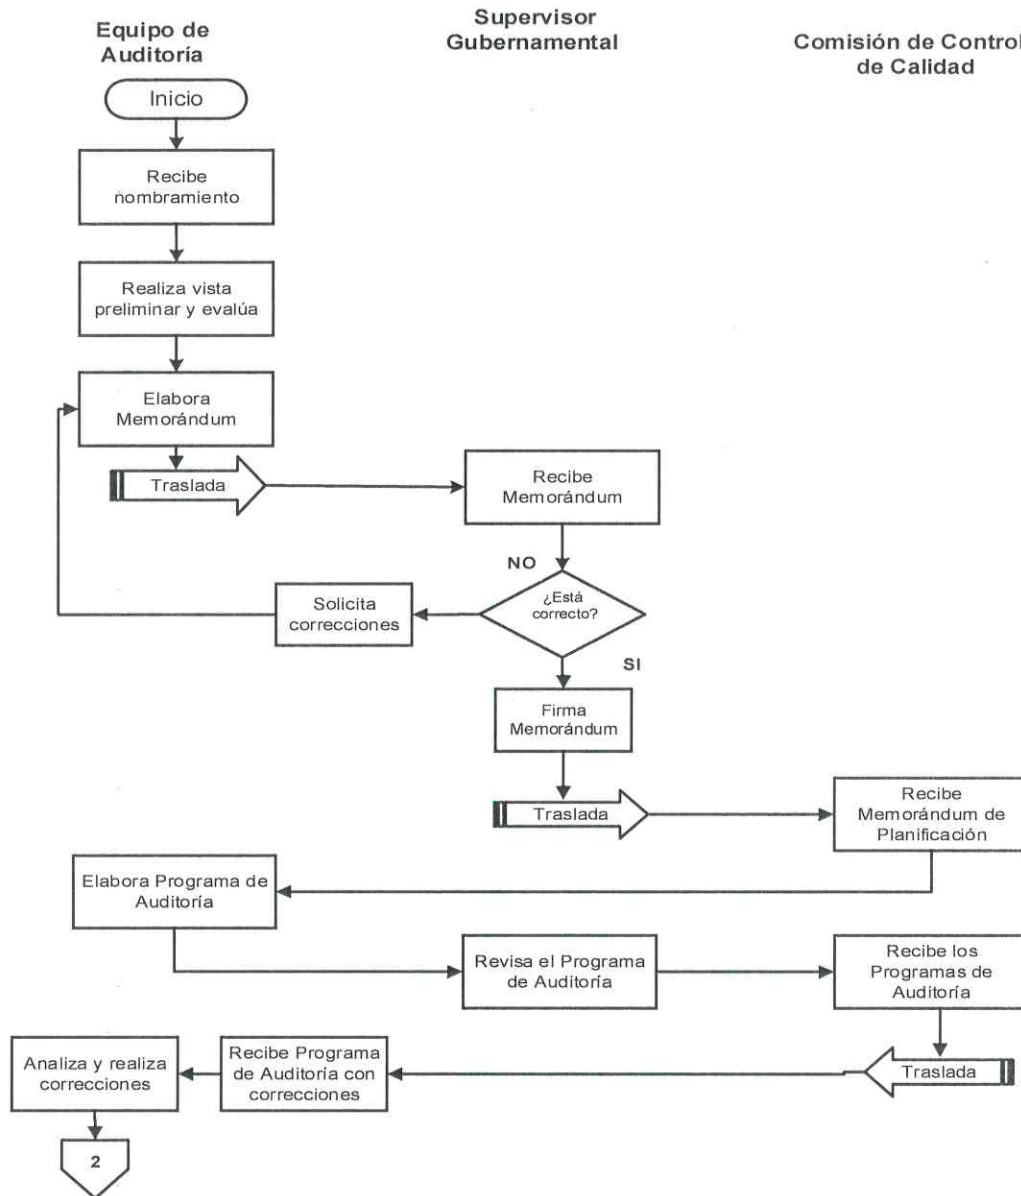 Equipo de
Auditoría
Supervisor
Gubernamental
Comisión de Control
de Calidad
Inicio
Recibe
nombramiento
Realiza vista
preliminar y evalúa
Elabora
Memorándum
Traslada
Recibe
Memorándum
NO
¿Está
correcto?
Solicita
correcciones
SI
Firma
Memorándum
Traslada
Recibe
Memorándum de
Planificación
Elabora Programa de
Auditoría
Revisa el Programa
de Auditoría
Recibe los
Programas de
Auditoría
Traslada
Recibe Programa
de Auditoría con
correcciones
Analiza y realiza
correcciones
2